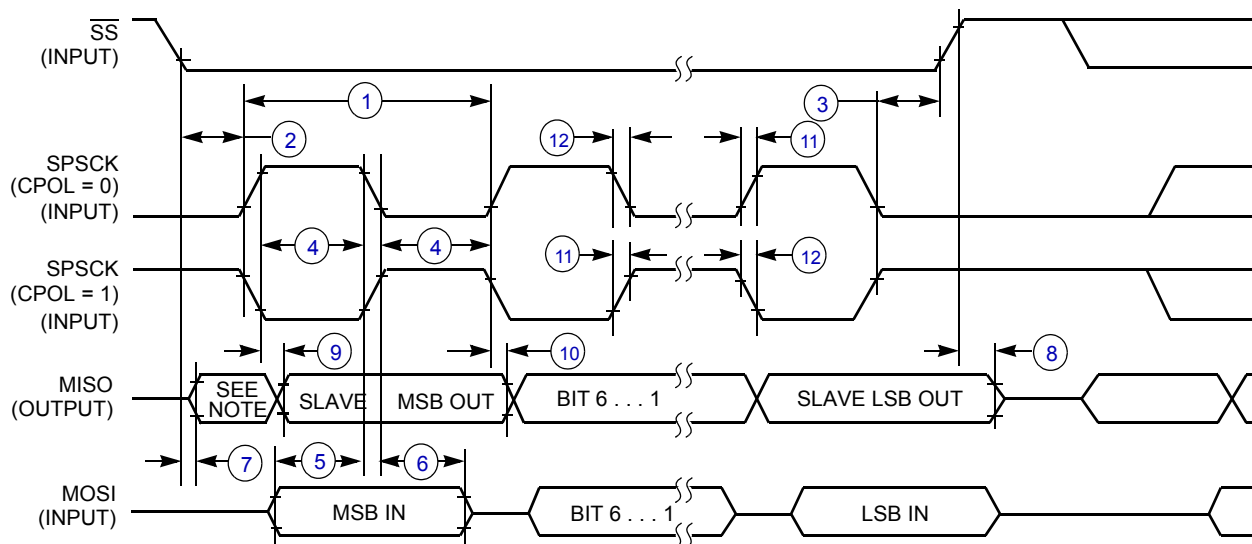 SS
(INPUT)
1
3
2
12
11
SPSCK
(CPOL = 0)
(INPUT)
4
4
11
12
SPSCK
(CPOL = 1)
(INPUT)
9
10
8
MISO
(OUTPUT)
SEE
NOTE
SLAVE
MSB OUT
BIT 6 . . . 1
SLAVE LSB OUT
7
5
6
MOSI
(INPUT)
MSB IN
BIT 6 . . . 1
LSB IN